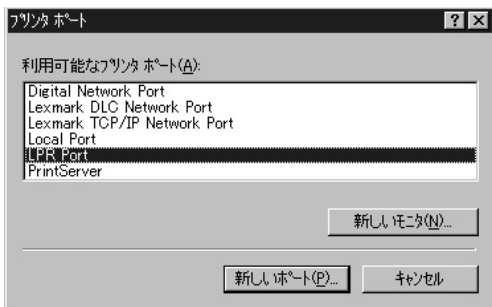 プリンタ ポート
利用可能なプリンタ ポート(A):
Digital Network Port
Lexmark DLC Network Port
Lexmark TCP/IP Network Port
Local Port
LPR Port
PrintServer
新しいモニタ(N)...
新しいポート(P)...
キャンセル